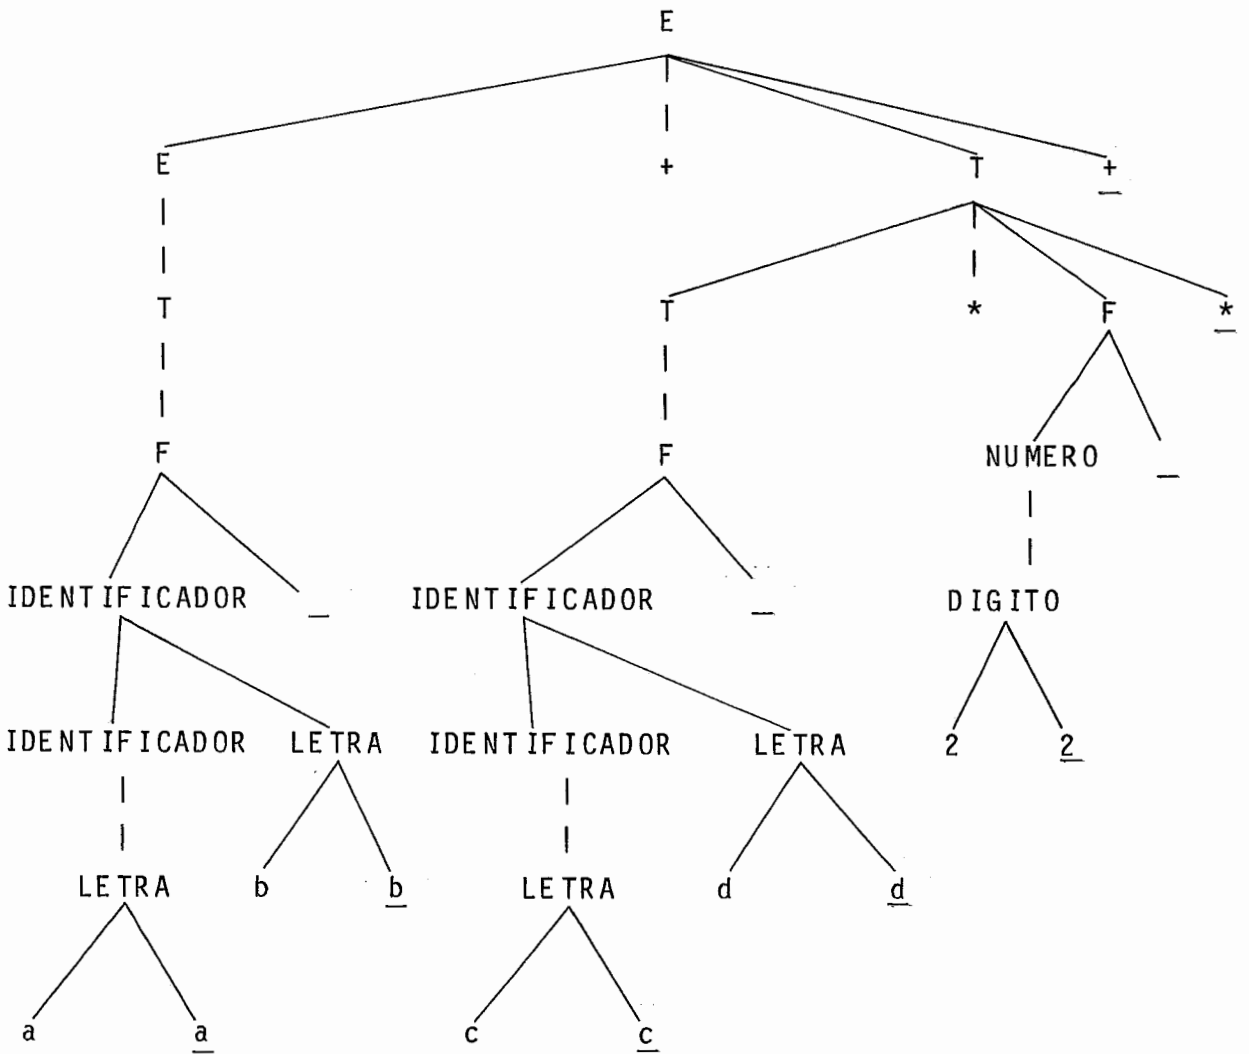 E
E + T +
T T * F *
F F NUMERO _
IDENTIFICADOR _ IDENTIFICADOR _ DIGITO
IDENTIFICADOR LETRA IDENTIFICADOR LETRA 2 2
LETRA b b LETRA d d
a a c c